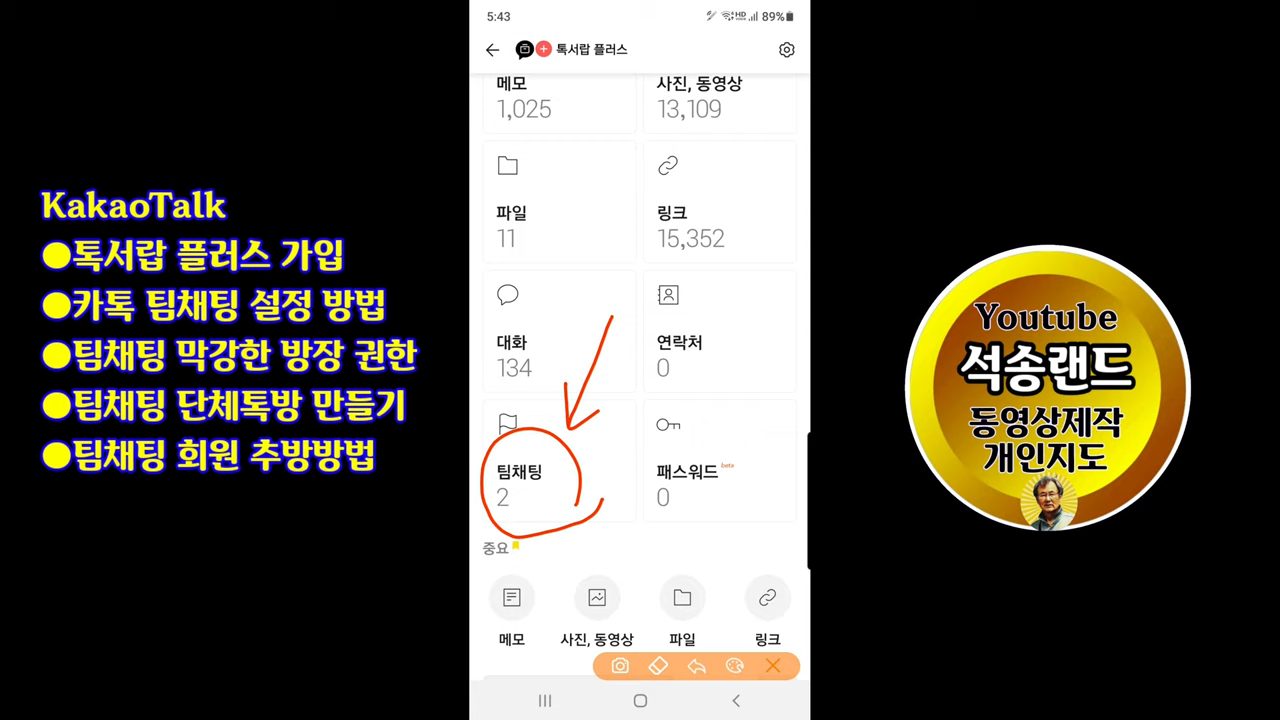 KakaoTalk
●톡서랍 플러스 가입
●카톡 팀채팅 설정 방법
●팀채팅 막강한 방장 권한
●팀채팅 단체톡방 만들기
●팀채팅 회원 추방방법
5:43
HD 89%
톡서랍 플러스
메모
1,025
사진, 동영상
13,109
파일
11
링크
15,352
대화
134
연락처
0
팀채팅
2
패스워드 beta
0
중요
메모
사진, 동영상
파일
링크
Youtube
석송랜드
동영상제작
개인지도